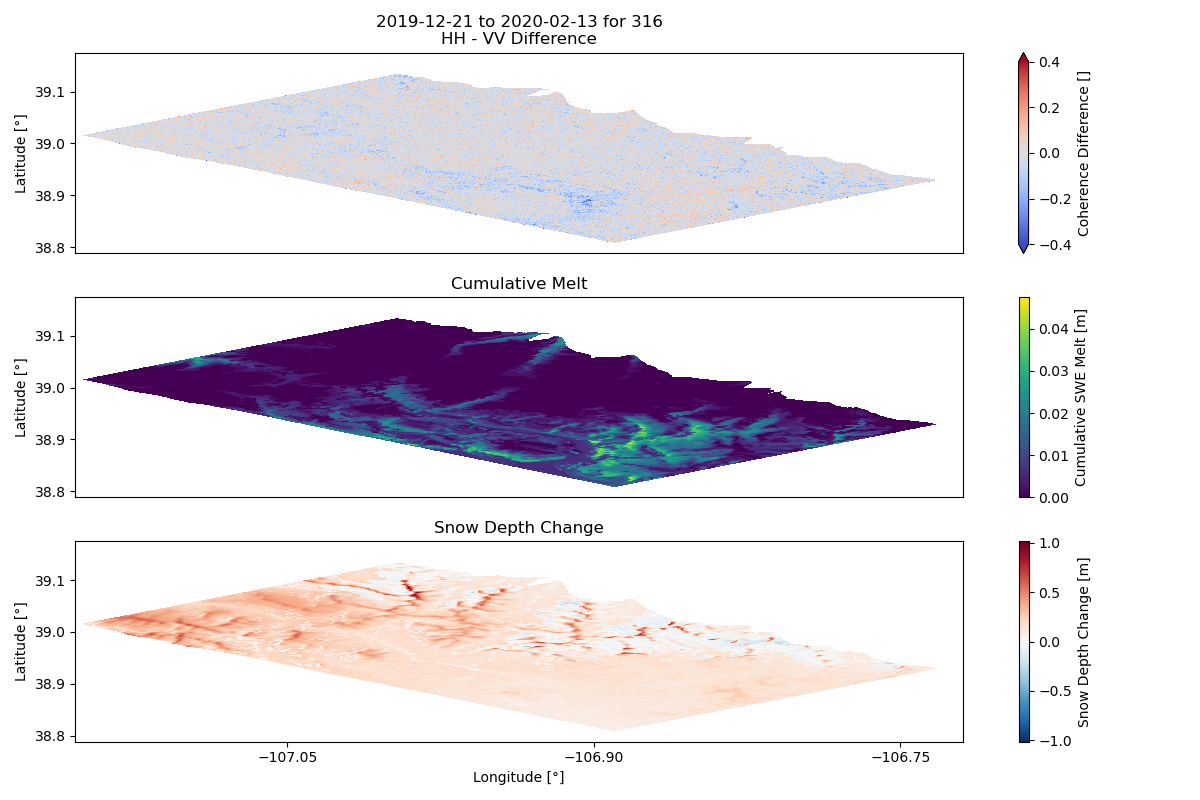 2019-12-21 to 2020-02-13 for 316
HH - VV Difference
39.1
39.0
38.9
38.8
Latitude [°]
0.4
0.2
0.0
−0.2
−0.4
Coherence Difference []
Cumulative Melt
39.1
39.0
38.9
38.8
Latitude [°]
0.04
0.03
0.02
0.01
0.00
Cumulative SWE Melt [m]
Snow Depth Change
39.1
39.0
38.9
38.8
Latitude [°]
1.0
0.5
0.0
−0.5
−1.0
Snow Depth Change [m]
−107.05 −106.90 −106.75
Longitude [°]